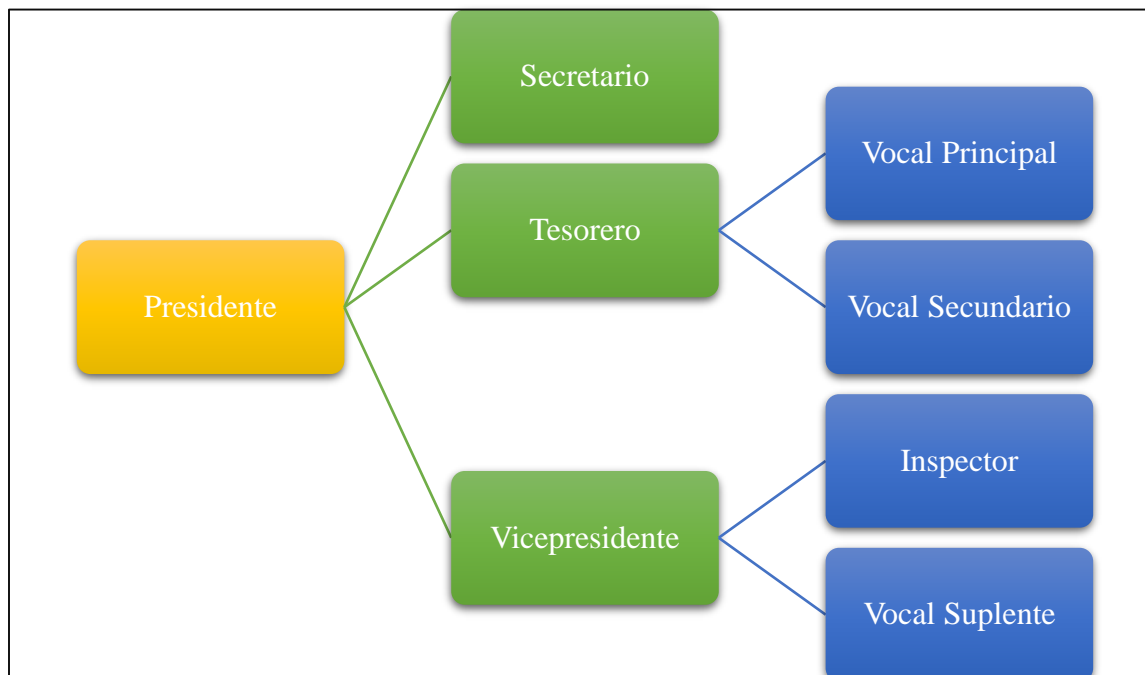 Presidente
Secretario
Tesorero
Vicepresidente
Vocal Principal
Vocal Secundario
Inspector
Vocal Suplente